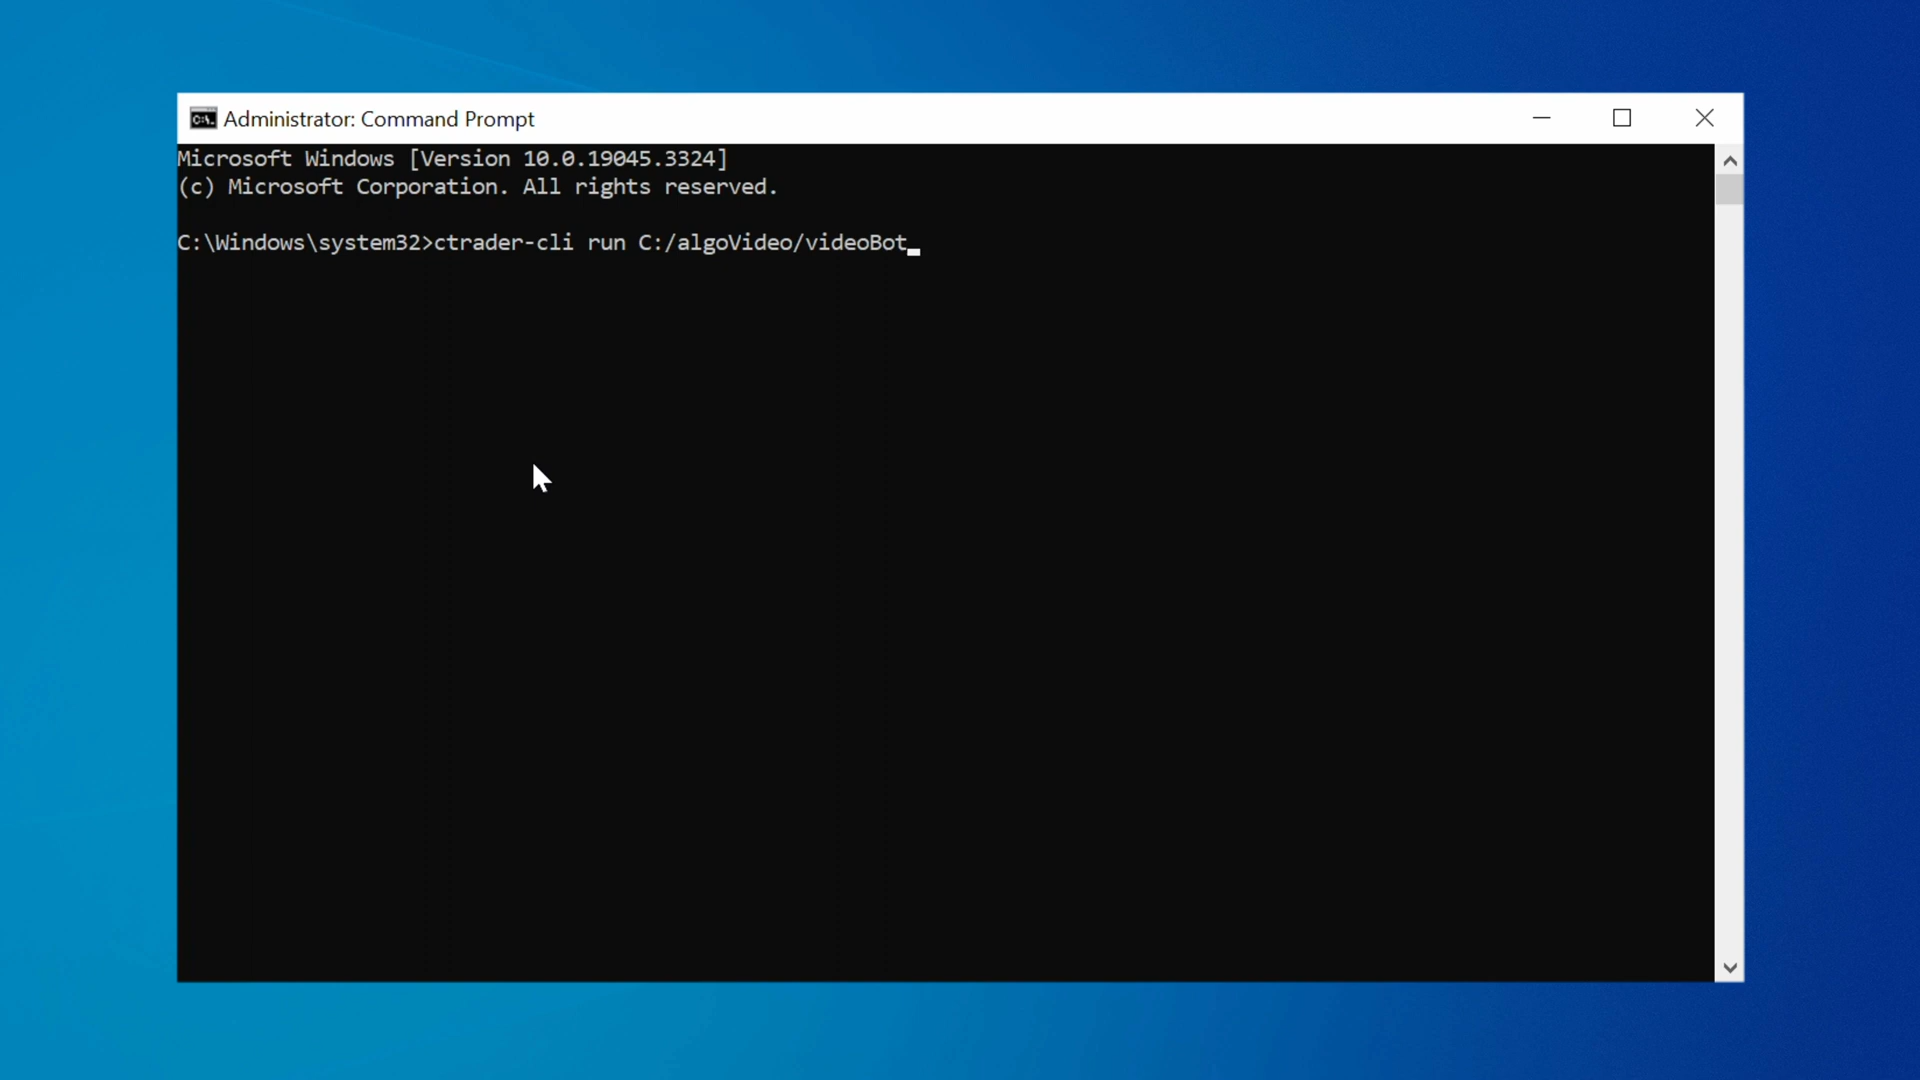 Administrator: Command Prompt
Microsoft Windows [Version 10.0.19045.3324]
(c) Microsoft Corporation. All rights reserved.
C:\Windows\system32>ctrader-cli run C:/algoVideo/videoBot